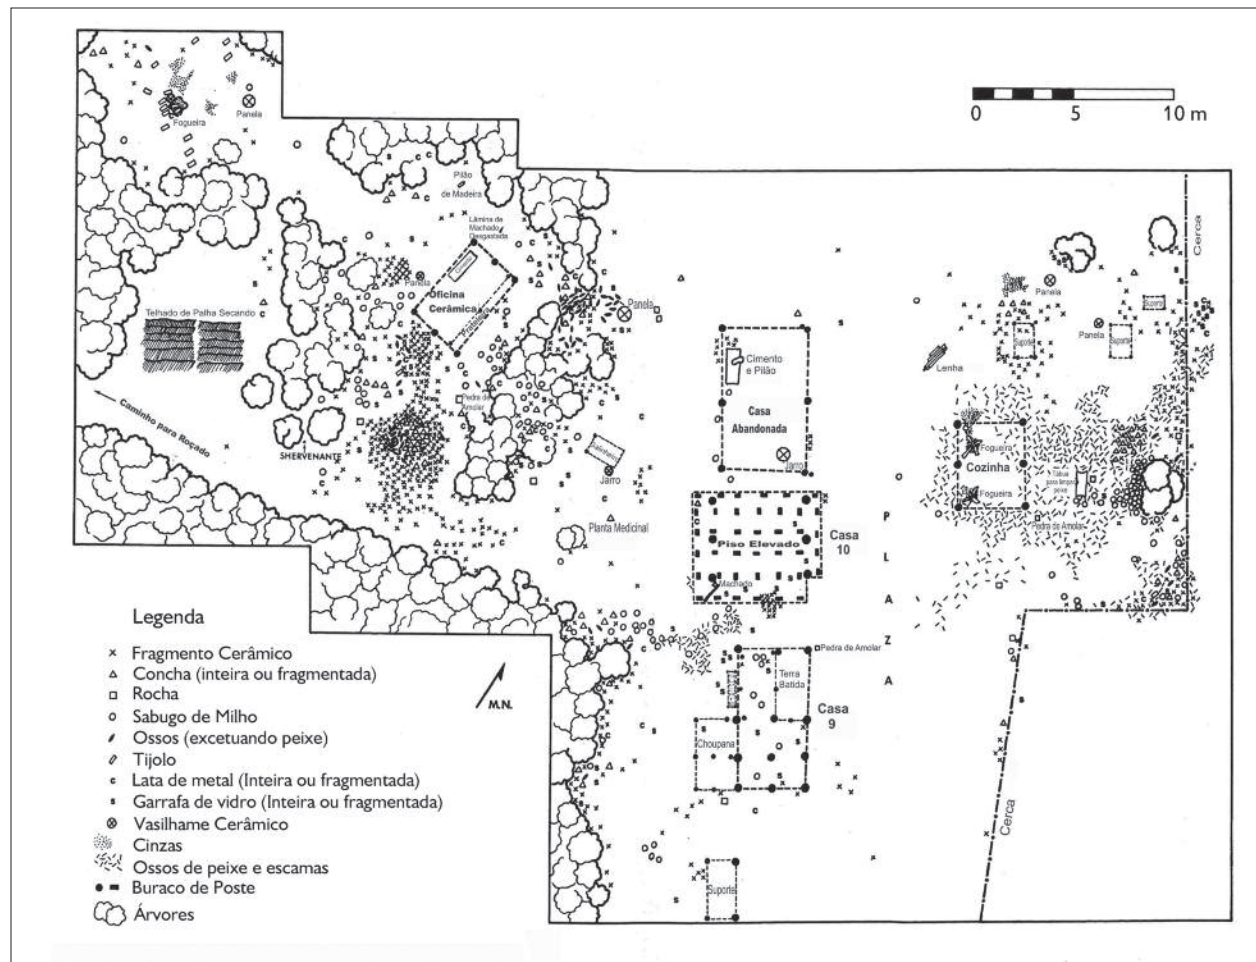 0 5 10 m
Fogueira
Panela
Pilão
de Madeira
Lâmina de
Machado
Desgastada
Panela
Oficina
Cerâmica
Panela
Telhado de Palha Secando
Caminho para Roçado
SHERVENANTE
Pedra de
Amolar
Jarro
Planta Medicinal
Cimento
e Pilão
Casa
Abandonada
Jarro
Piso Elevado
Casa
10
Machado
PLAZA
Pedra de Amolar
Terra
Batida
Casa
9
Choupana
Suporte
Lenha
Panela
Suporte
Panela
Suporte
Suporte
Cerca
Fogueira
Cozinha
Fogueira
Tábua
para limpar
peixe
Pedra de Amolar
Cerca
M.N.
Legenda
Fragmento Cerâmico
Concha (inteira ou fragmentada)
Rocha
Sabugo de Milho
Ossos (excetuando peixe)
Tijolo
Lata de metal (Inteira ou fragmentada)
Garrafa de vidro (Inteira ou fragmentada)
Vasilhame Cerâmico
Cinzas
Ossos de peixe e escamas
Buraco de Poste
Árvores